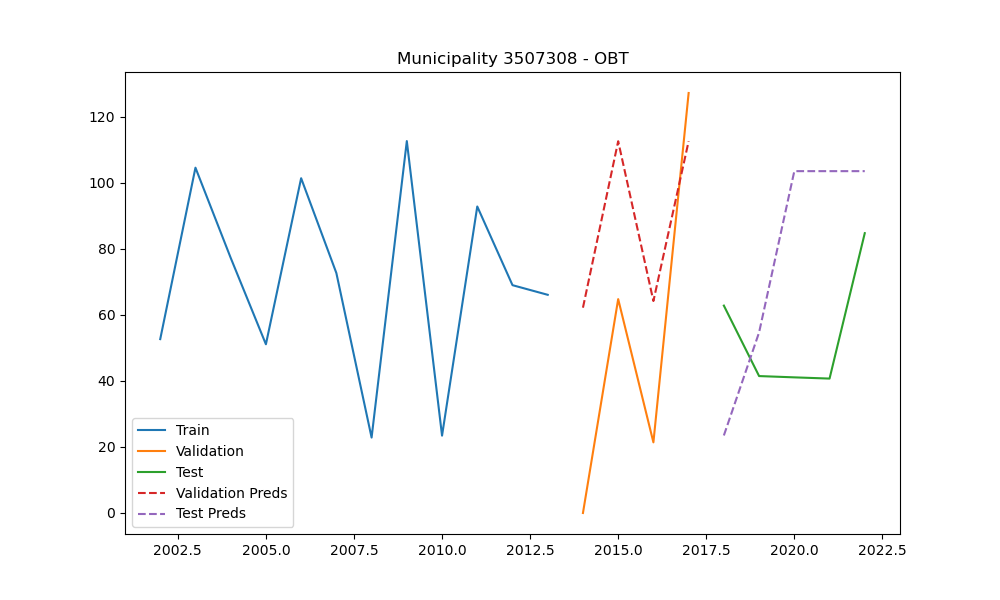 Municipality 3507308 - OBT
120
100
80
60
40
20
0
Train
Validation
Test
Validation Preds
Test Preds
2002.5 2005.0 2007.5 2010.0 2012.5 2015.0 2017.5 2020.0 2022.5